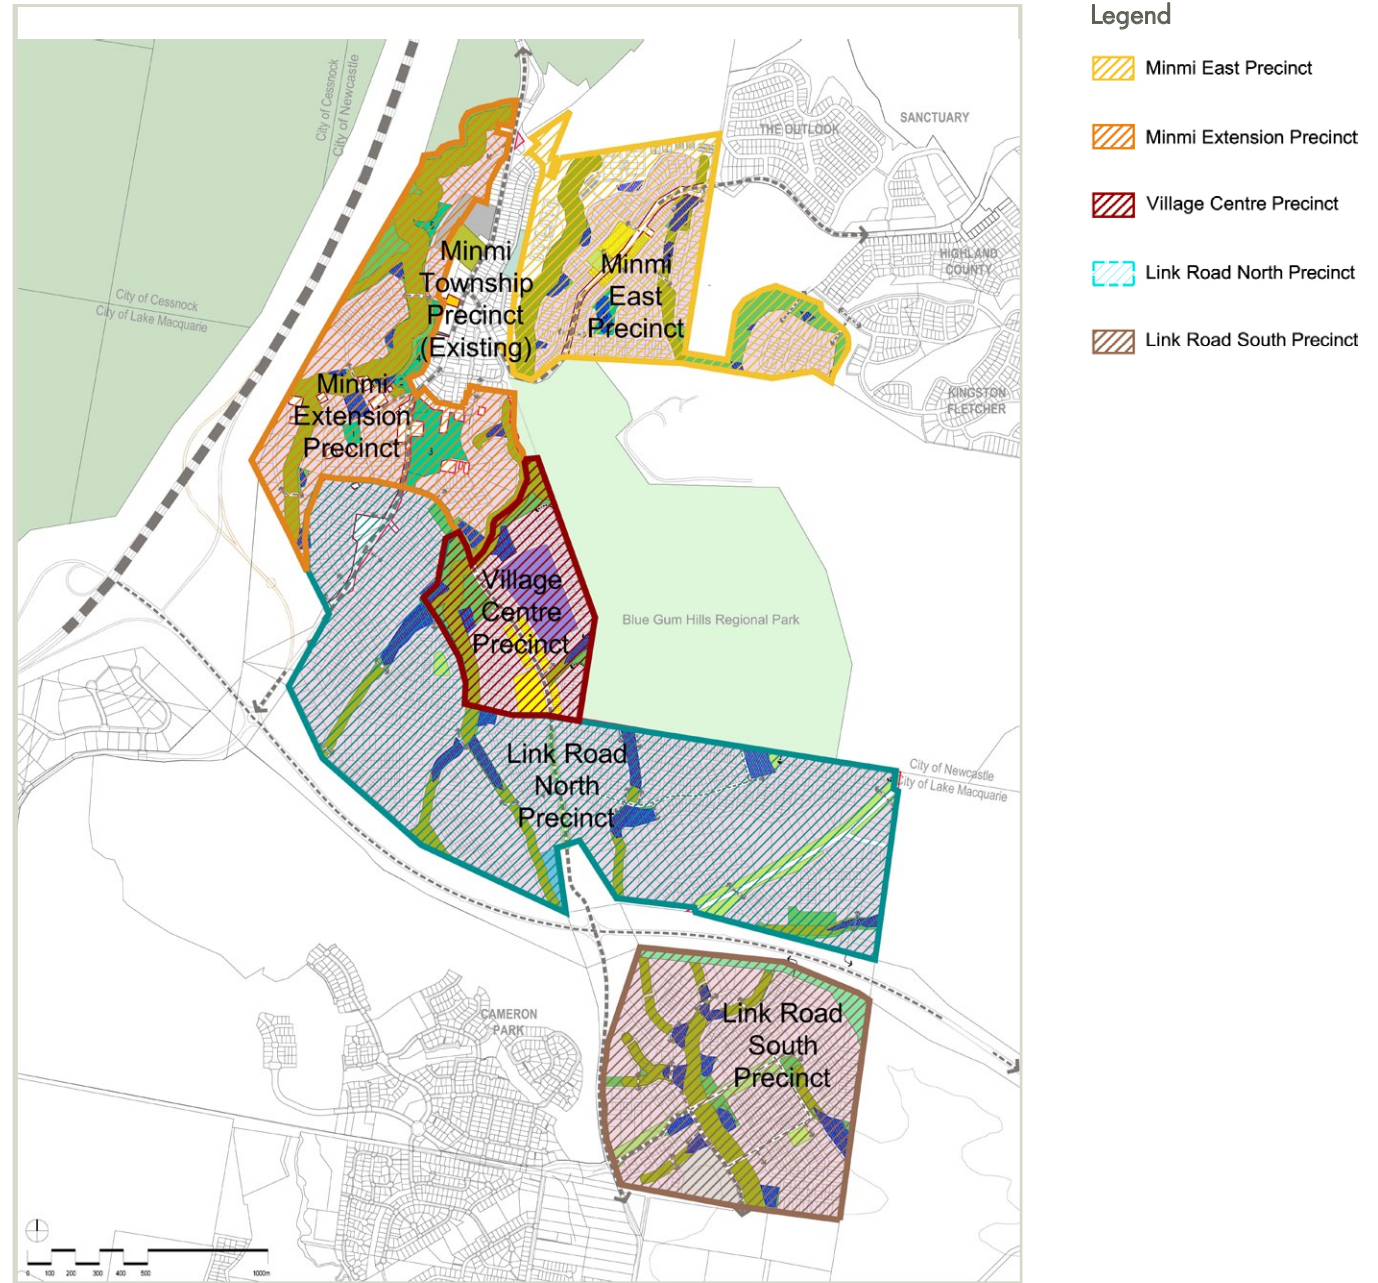 Legend
Minmi East Precinct
Minmi Extension Precinct
Village Centre Precinct
Link Road North Precinct
Link Road South Precinct
City of Cessnock
City of Newcastle
THE OUTLOOK
SANCTUARY
HIGHLAND
COUNTY
KINGSTON
FLETCHER
City of Cessnock
City of Lake Macquarie
Minmi
Township
Precinct
(Existing)
Minmi
East
Precinct
Minmi
Extension
Precinct
3
Village
Centre
Precinct
Blue Gum Hills Regional Park
Link Road
North
Precinct
City of Newcastle
City of Lake Macquarie
CAMERON
PARK
Link Road
South
Precinct
0 100 200 300 400 500 1000m